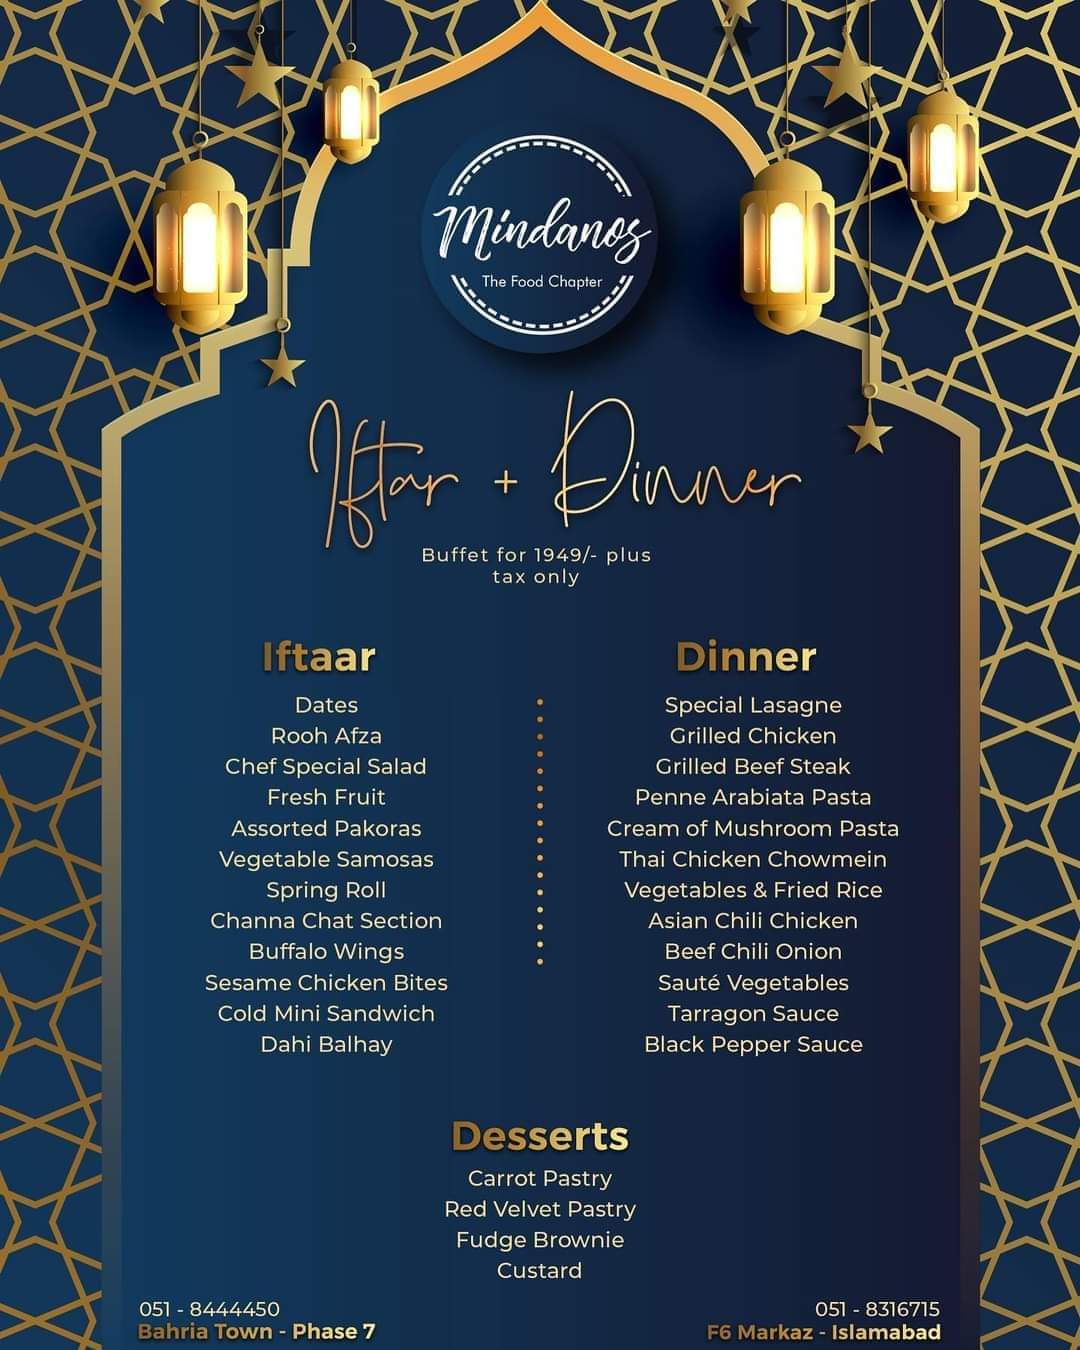 Mindanos
The Food Chapter
Iftar + Dinner
Buffet for 1949/- plus
tax only
Iftaar
Dates
Rooh Afza
Chef Special Salad
Fresh Fruit
Assorted Pakoras
Vegetable Samosas
Spring Roll
Channa Chat Section
Buffalo Wings
Sesame Chicken Bites
Cold Mini Sandwich
Dahi Balhay
Dinner
Special Lasagne
Grilled Chicken
Grilled Beef Steak
Penne Arabiata Pasta
Cream of Mushroom Pasta
Thai Chicken Chowmein
Vegetables & Fried Rice
Asian Chili Chicken
Beef Chili Onion
Sauté Vegetables
Tarragon Sauce
Black Pepper Sauce
Desserts
Carrot Pastry
Red Velvet Pastry
Fudge Brownie
Custard
051 - 8444450
Bahria Town - Phase 7
051 - 8316715
F6 Markaz - Islamabad